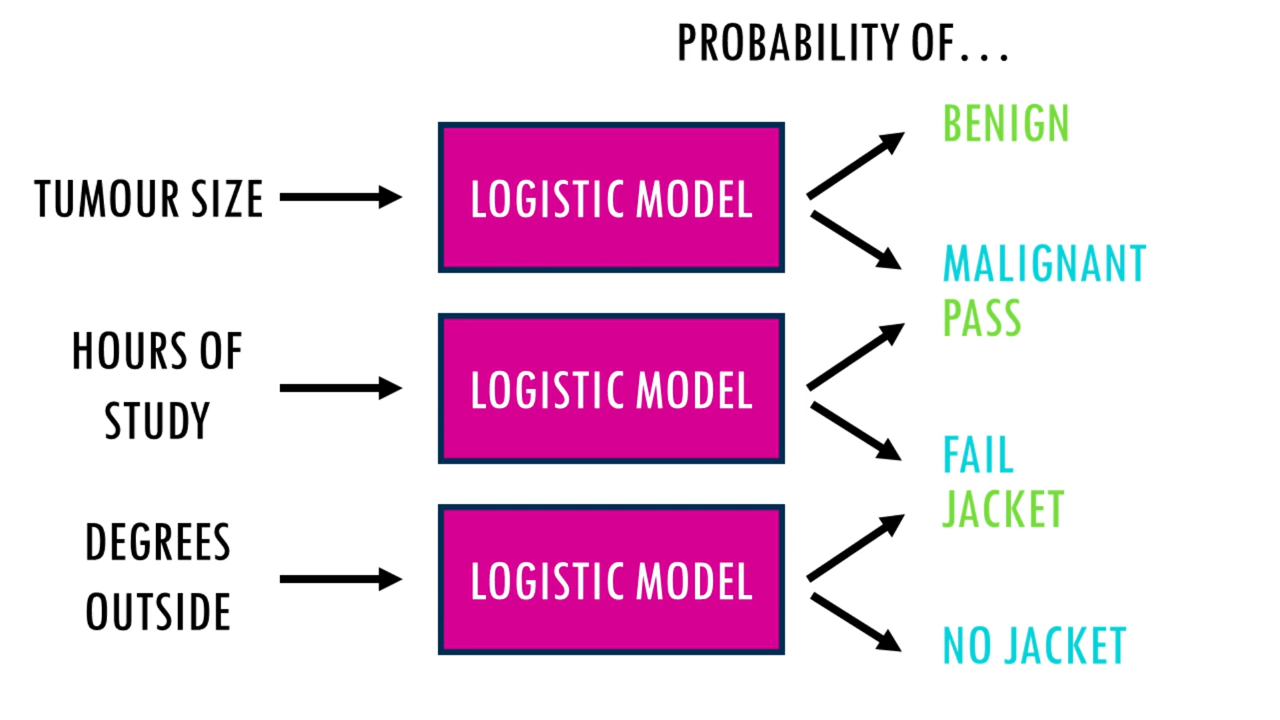 PROBABILITY OF...
TUMOUR SIZE
LOGISTIC MODEL
BENIGN
MALIGNANT
HOURS OF
STUDY
LOGISTIC MODEL
PASS
FAIL
DEGREES
OUTSIDE
LOGISTIC MODEL
JACKET
NO JACKET